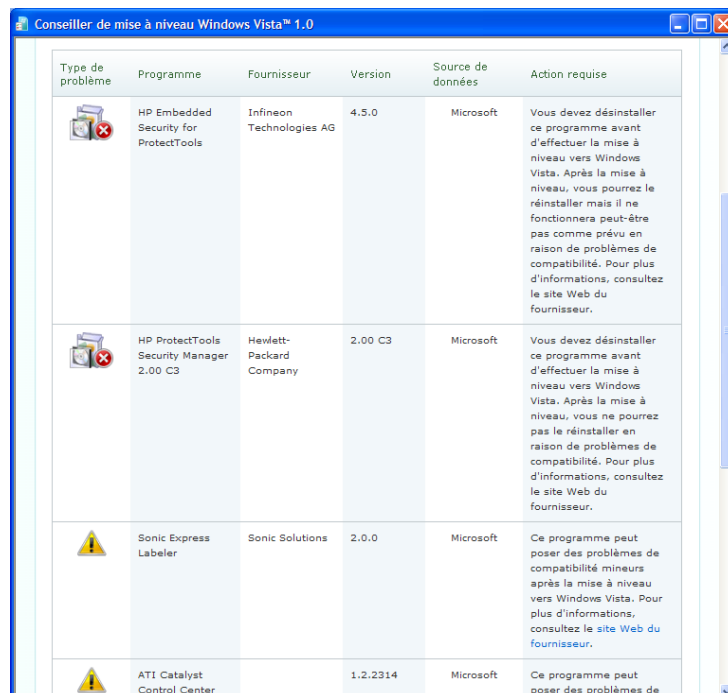 Conseiller de mise à niveau Windows Vista™ 1.0
Type de
problème
Programme
Fournisseur
Version
Source de
données
Action requise
HP Embedded
Security for
ProtectTools
Infineon
Technologies AG
4.5.0
Microsoft
Vous devez désinstaller
ce programme avant
d'effectuer la mise à
niveau vers Windows
Vista. Après la mise à
niveau, vous pourrez le
réinstaller mais il ne
fonctionnera peut-être
pas comme prévu en
raison de problèmes de
compatibilité. Pour plus
d'informations, consultez
le site Web du
fournisseur.
HP ProtectTools
Security Manager
2.00 C3
Hewlett-
Packard
Company
2.00 C3
Microsoft
Vous devez désinstaller
ce programme avant
d'effectuer la mise à
niveau vers Windows
Vista. Après la mise à
niveau, vous ne pourrez
pas le réinstaller en
raison de problèmes de
compatibilité. Pour plus
d'informations, consultez
le site Web du
fournisseur.
Sonic Express
Labeler
Sonic Solutions
2.0.0
Microsoft
Ce programme peut
poser des problèmes de
compatibilité mineurs
après la mise à niveau
vers Windows Vista. Pour
plus d'informations,
consultez le site Web du
fournisseur.
ATI Catalyst
Control Center
1.2.2314
Microsoft
Ce programme peut
poser des problèmes de